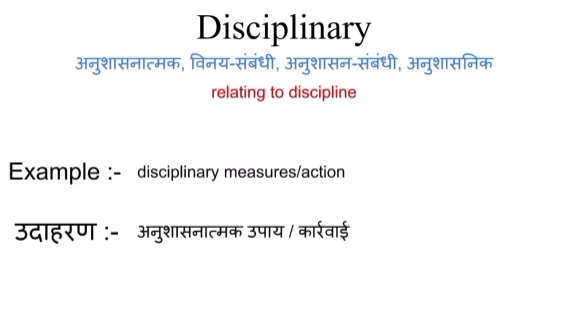 Disciplinary
अनुशासनात्मक, विनय-संबंधी, अनुशासन-संबंधी, अनुशासनिक
relating to discipline
Example :- disciplinary measures/action
उदाहरण :- अनुशासनात्मक उपाय / कार्रवाई